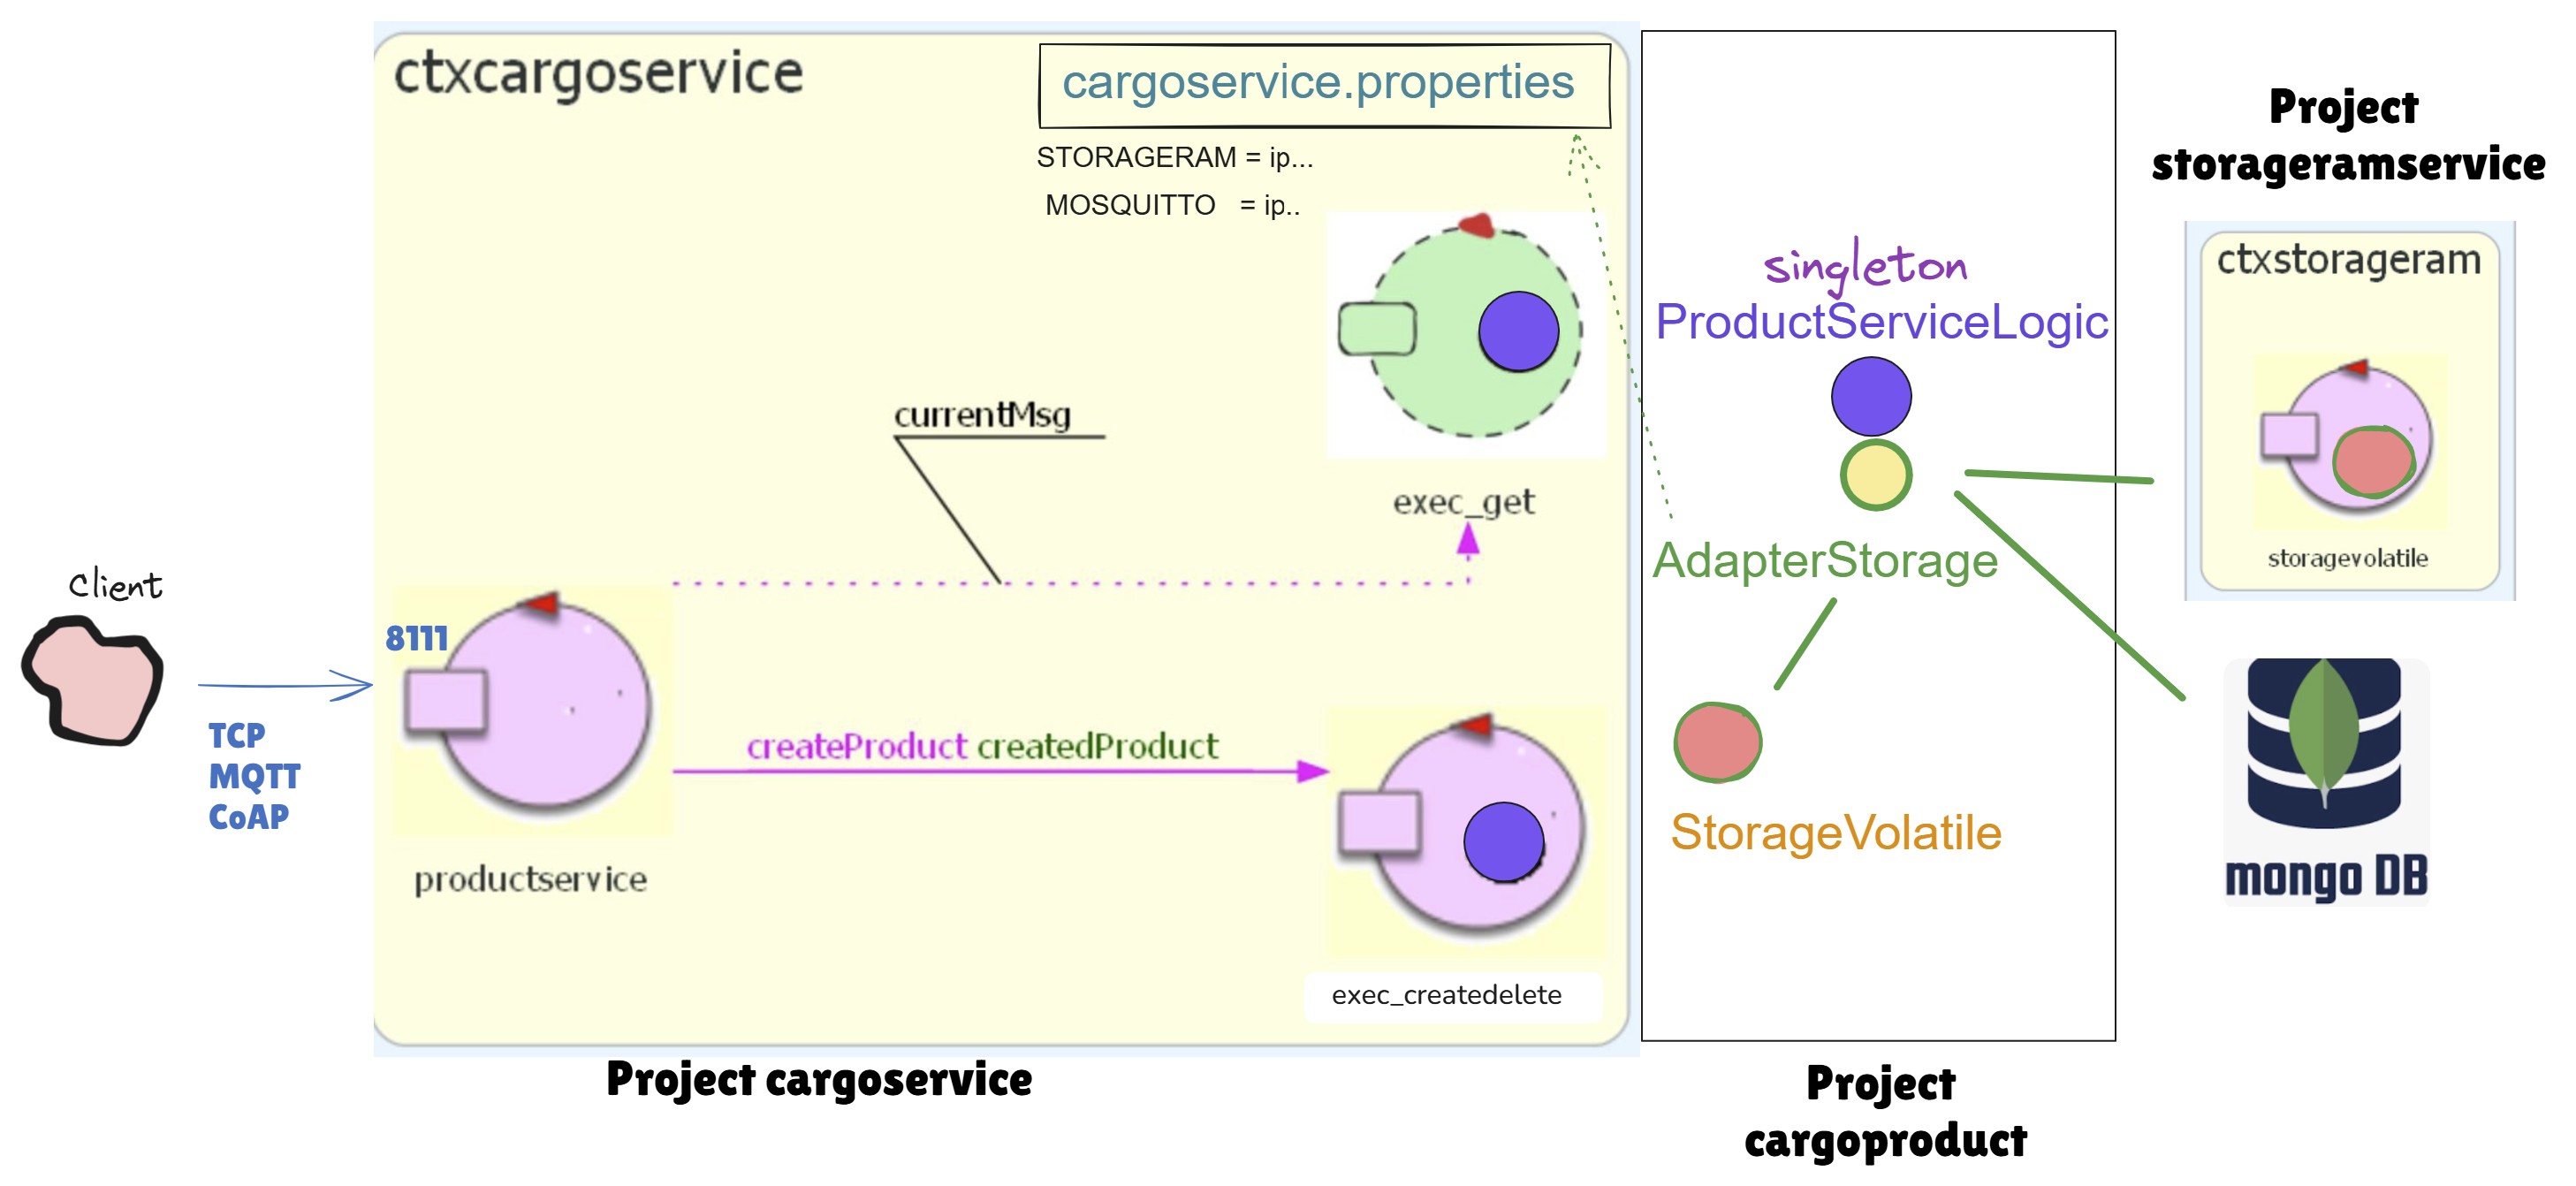 ctxcargoservice
cargoservice.properties
STORAGERAM = ip...
MOSQUITTO = ip..
currentMsg
exec_get
Client
8111
TCP
MQTT
CoAP
productservice
createProduct createdProduct
exec_createdelete
Project cargoservice
singleton
ProductServiceLogic
AdapterStorage
StorageVolatile
Project
cargoproduct
Project
storageramservice
ctxstorageram
storagevolatile
mongo DB